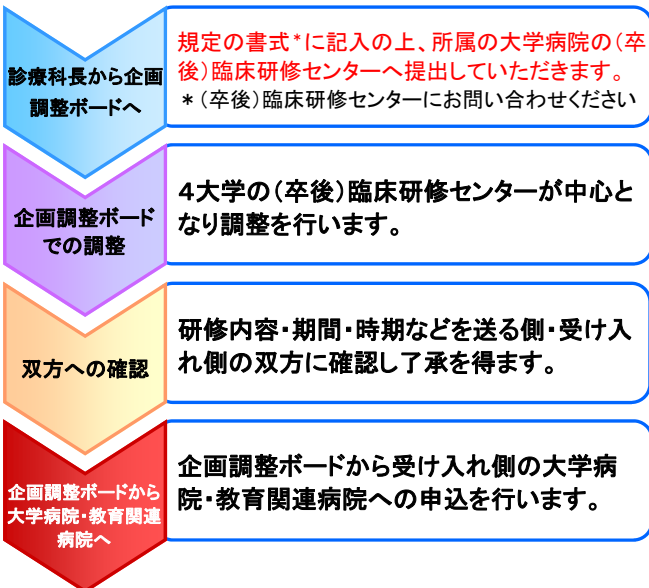 診療科長から企画
調整ボードへ
規定の書式*に記入の上、所属の大学病院の(卒
後)臨床研修センターへ提出していただきます。
*(卒後)臨床研修センターにお問い合わせください
企画調整ボード
での調整
4大学の(卒後)臨床研修センターが中心と
なり調整を行います。
双方への確認
研修内容・期間・時期などを送る側・受け入
れ側の双方に確認し了承を得ます。
企画調整ボードから
大学病院・教育関連
病院へ
企画調整ボードから受け入れ側の大学病
院・教育関連病院への申込を行います。